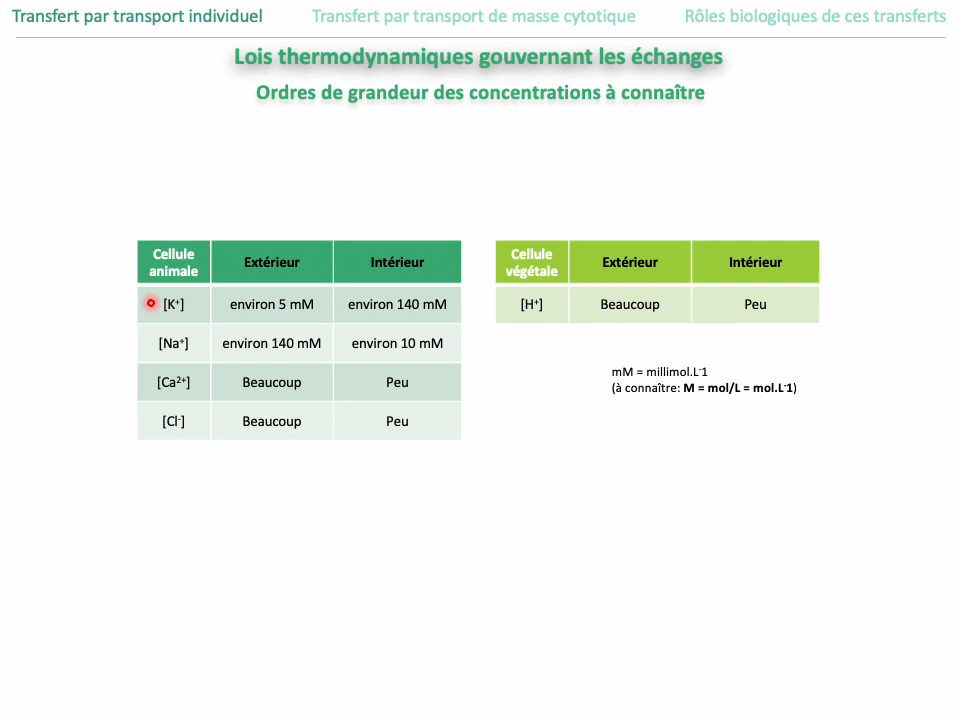 Transfert par transport individuel Transfert par transport de masse cytotique Rôles biologiques de ces transferts
Lois thermodynamiques gouvernant les échanges
Ordres de grandeur des concentrations à connaître
Cellule animale Extérieur Intérieur
[K⁺] environ 5 mM environ 140 mM
[Na⁺] environ 140 mM environ 10 mM
[Ca²⁺] Beaucoup Peu
[Cl⁻] Beaucoup Peu
Cellule végétale Extérieur Intérieur
[H⁺] Beaucoup Peu
mM = millimol.L⁻1
(à connaître: M = mol/L = mol.L⁻1)